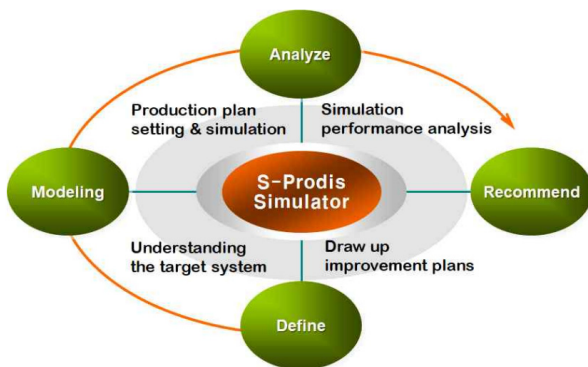 Analyze
Production plan
setting & simulation
Simulation
performance analysis
Modeling
S-Prodis
Simulator
Recommend
Understanding
the target system
Draw up
improvement plans
Define